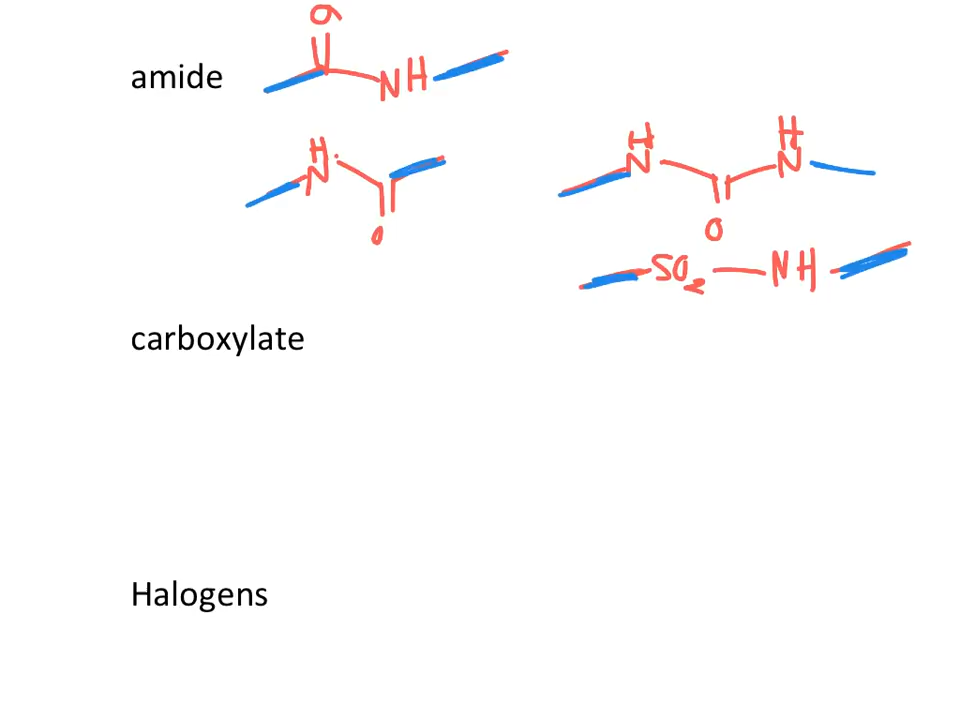 O
amide NH
H H
N N N
O O
SO2 NH
carboxylate
Halogens